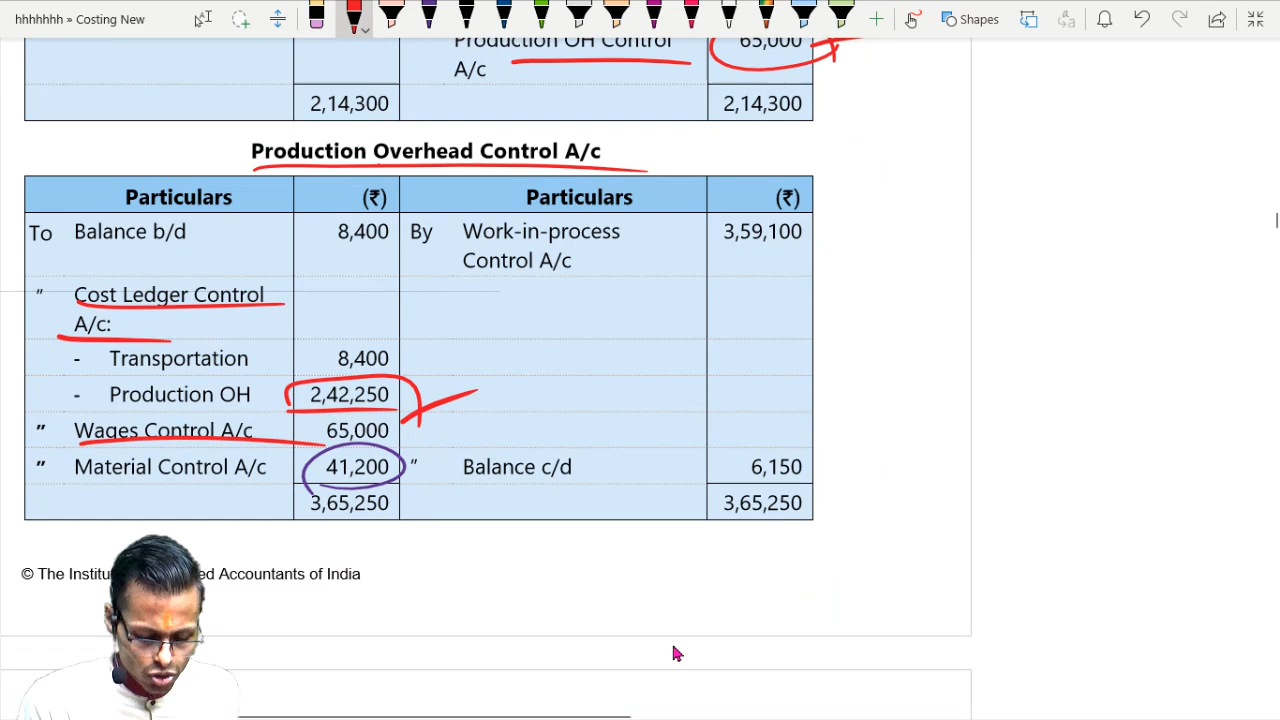 hhhhhhh » Costing New
Shapes
Production OH Control 65,000
A/c
2,14,300 2,14,300
Production Overhead Control A/c
Particulars (₹) Particulars (₹)
To Balance b/d 8,400 By Work-in-process 3,59,100
Control A/c
" Cost Ledger Control
A/c:
- Transportation 8,400
- Production OH 2,42,250
" Wages Control A/c 65,000
" Material Control A/c 41,200 " Balance c/d 6,150
3,65,250 3,65,250
© The Institu ed Accountants of India